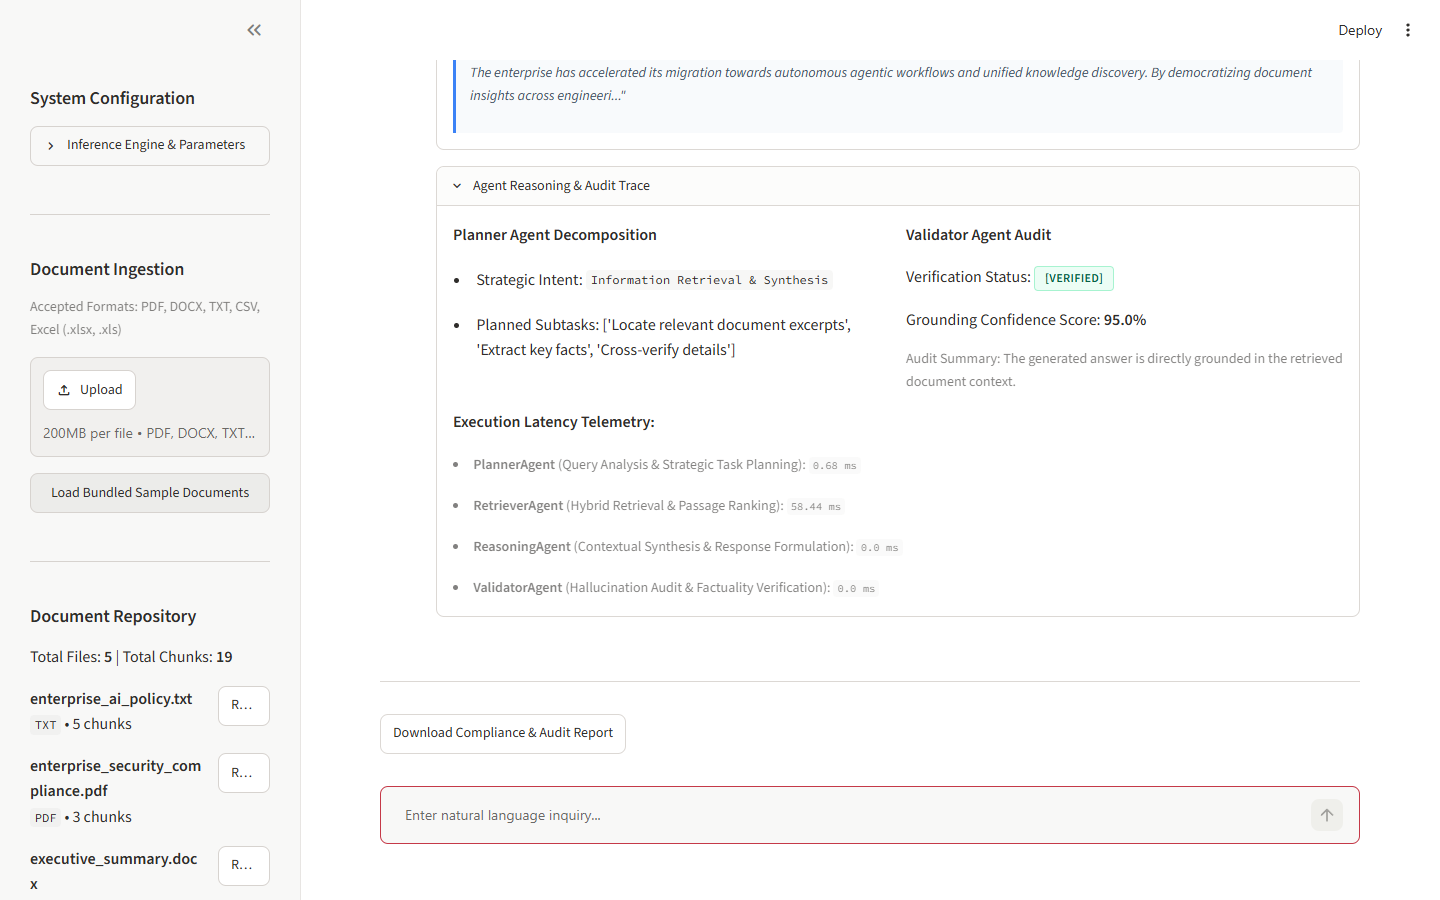 Deploy
System Configuration
Inference Engine & Parameters
Document Ingestion
Accepted Formats: PDF, DOCX, TXT, CSV,
Excel (.xlsx, .xls)
Upload
200MB per file • PDF, DOCX, TXT...
Load Bundled Sample Documents
Document Repository
Total Files: 5 | Total Chunks: 19
enterprise_ai_policy.txt
R...
TXT • 5 chunks
enterprise_security_com
pliance.pdf
R...
PDF • 3 chunks
executive_summary.doc
x
R...
The enterprise has accelerated its migration towards autonomous agentic workflows and unified knowledge discovery. By democratizing document
insights across engineeri..."
Agent Reasoning & Audit Trace
Planner Agent Decomposition
• Strategic Intent: Information Retrieval & Synthesis
• Planned Subtasks: ['Locate relevant document excerpts',
'Extract key facts', 'Cross-verify details']
Validator Agent Audit
Verification Status: [VERIFIED]
Grounding Confidence Score: 95.0%
Audit Summary: The generated answer is directly grounded in the retrieved
document context.
Execution Latency Telemetry:
• PlannerAgent (Query Analysis & Strategic Task Planning): 0.68 ms
• RetrieverAgent (Hybrid Retrieval & Passage Ranking): 58.44 ms
• ReasoningAgent (Contextual Synthesis & Response Formulation): 0.0 ms
• ValidatorAgent (Hallucination Audit & Factuality Verification): 0.0 ms
Download Compliance & Audit Report
Enter natural language inquiry...